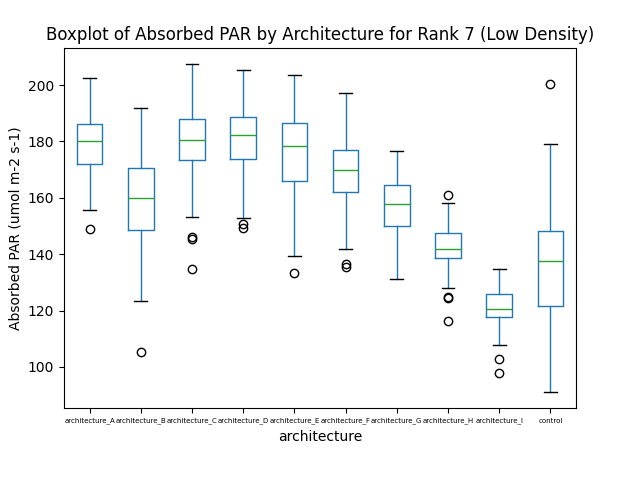 Boxplot of Absorbed PAR by Architecture for Rank 7 (Low Density)
Absorbed PAR (umol m-2 s-1)
200
180
160
140
120
100
architecture_A architecture_B architecture_C architecture_D architecture_E architecture_F architecture_G architecture_H architecture_I control
architecture